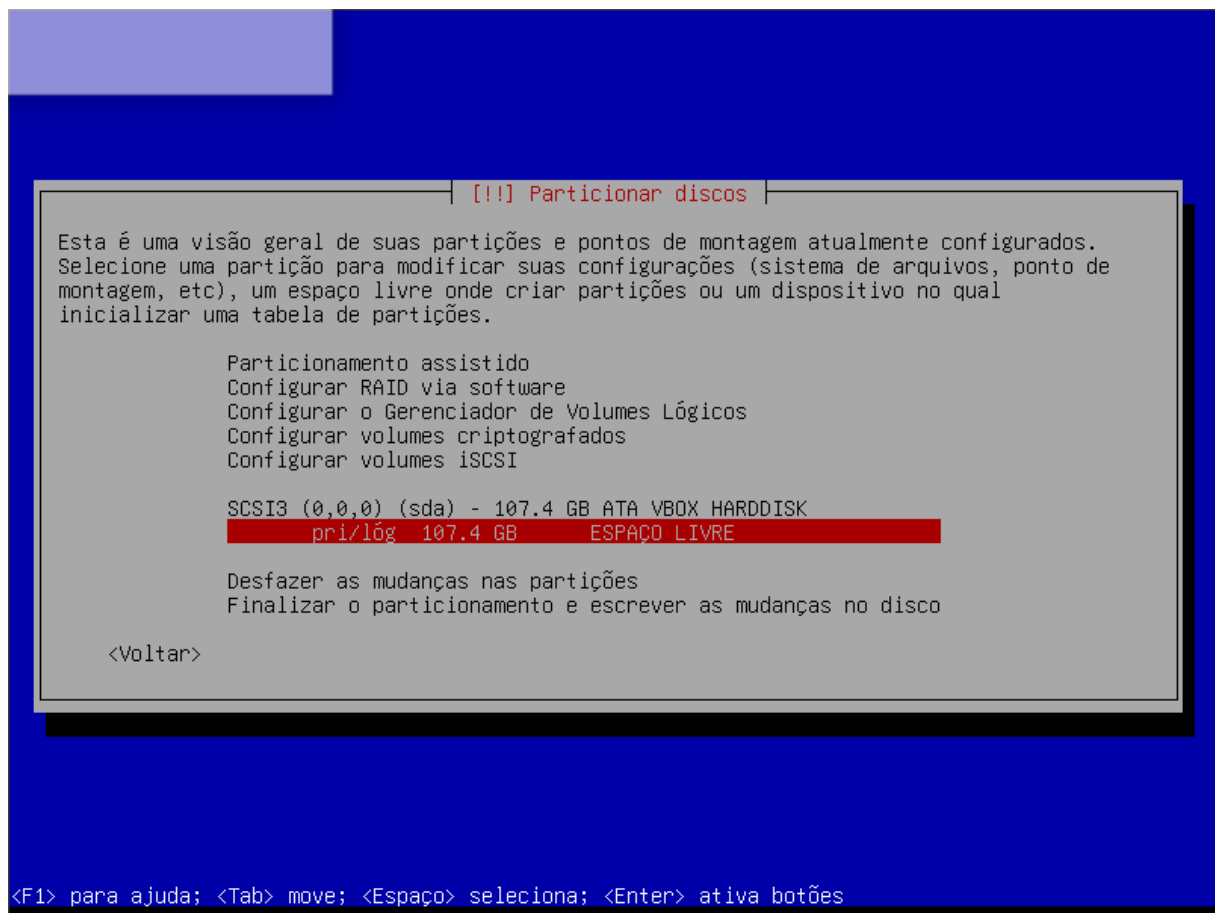 [!!] Particionar discos
Esta é uma visão geral de suas partições e pontos de montagem atualmente configurados.
Selecione uma partição para modificar suas configurações (sistema de arquivos, ponto de
montagem, etc), um espaço livre onde criar partições ou um dispositivo no qual
inicializar uma tabela de partições.
Particionamento assistido
Configurar RAID via software
Configurar o Gerenciador de Volumes Lógicos
Configurar volumes criptografados
Configurar volumes iSCSI
SCSI3 (0,0,0) (sda) - 107.4 GB ATA VBOX HARDDISK
pri/lóg 107.4 GB ESPAÇO LIVRE
Desfazer as mudanças nas partições
Finalizar o particionamento e escrever as mudanças no disco
<Voltar>
<F1> para ajuda; <Tab> move; <Espaço> seleciona; <Enter> ativa botões